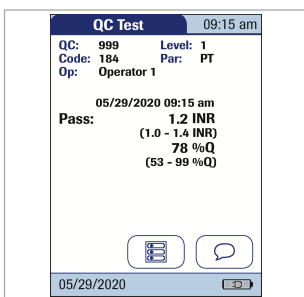 QC Test 09:15 am
QC: 999 Level: 1
Code: 184 Par: PT
Op: Operator 1
05/29/2020 09:15 am
Pass: 1.2 INR
(1.0 - 1.4 INR)
78 %Q
(53 - 99 %Q)
05/29/2020